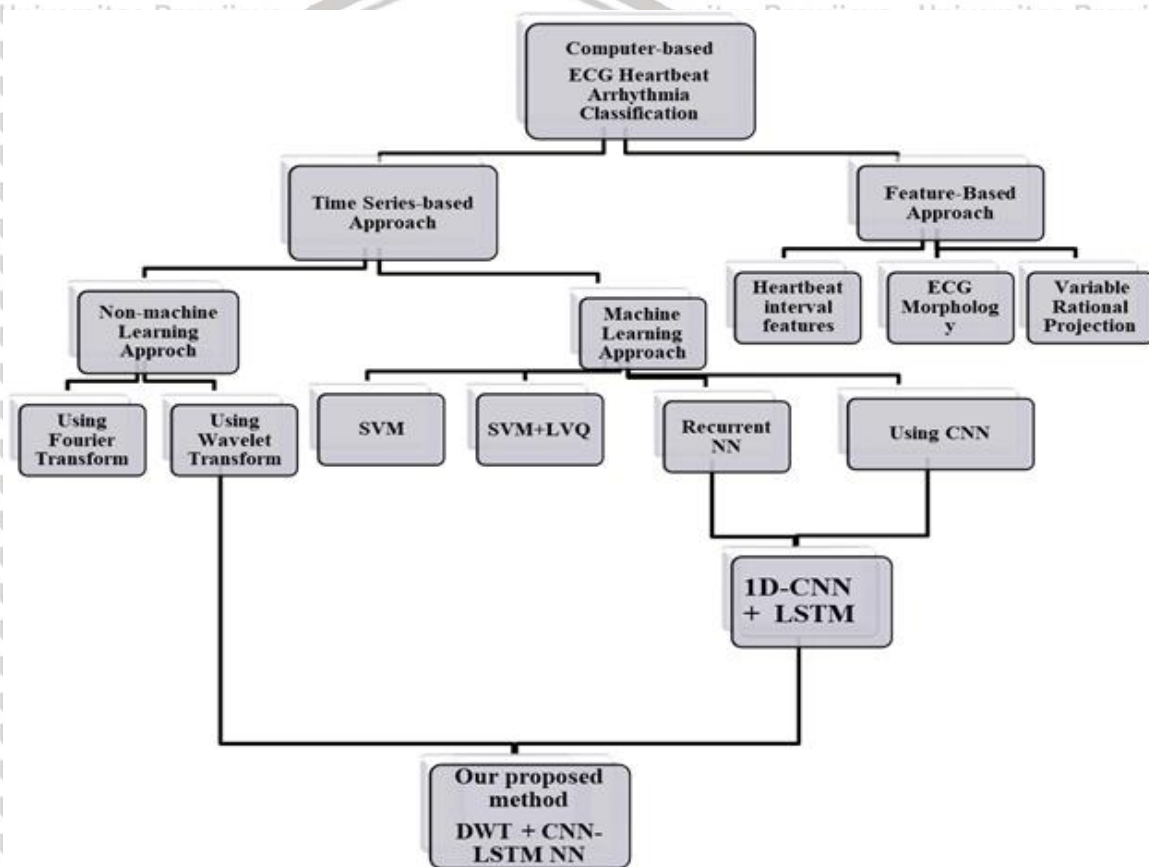 Computer-based
ECG Heartbeat
Arrhythmia
Classification
Time Series-based
Approach
Feature-Based
Approach
Non-machine
Learning
Approch
Machine
Learning
Approach
Heartbeat
interval
features
ECG
Morpholog
y
Variable
Rational
Projection
Using
Fourier
Transform
Using
Wavelet
Transform
SVM
SVM+LVQ
Recurrent
NN
Using CNN
1D-CNN
+ LSTM
Our proposed
method
DWT + CNN-
LSTM NN